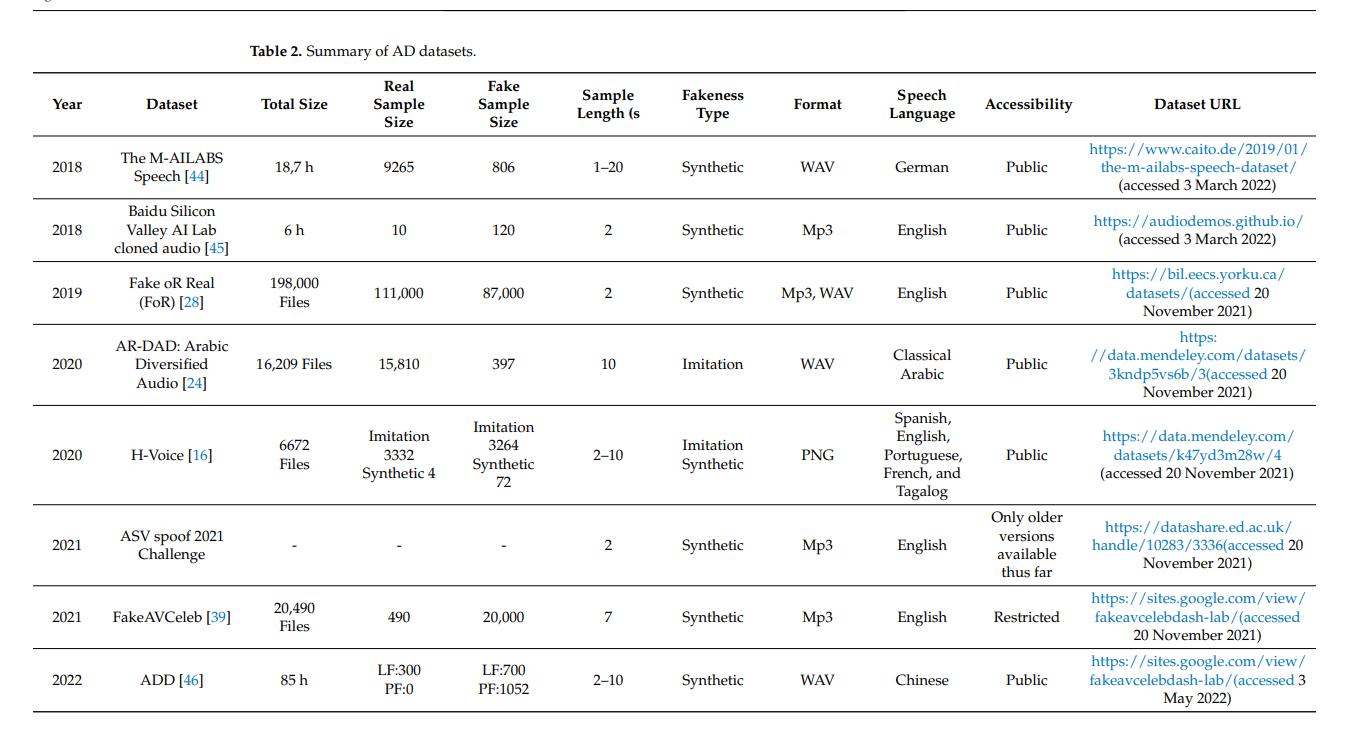 Table 2. Summary of AD datasets.
Year Dataset Total Size Real Sample Size Fake Sample Size Sample Length (s Fakeness Type Format Speech Language Accessibility Dataset URL
2018 The M-AILABS Speech [44] 18,7 h 9265 806 1–20 Synthetic WAV German Public https://www.caito.de/2019/01/the-m-ailabs-speech-dataset/ (accessed 3 March 2022)
2018 Baidu Silicon Valley AI Lab cloned audio [45] 6 h 10 120 2 Synthetic Mp3 English Public https://audiodemos.github.io/ (accessed 3 March 2022)
2019 Fake oR Real (FoR) [28] 198,000 Files 111,000 87,000 2 Synthetic Mp3, WAV English Public https://bil.eecs.yorku.ca/datasets/(accessed 20 November 2021)
2020 AR-DAD: Arabic Diversified Audio [24] 16,209 Files 15,810 397 10 Imitation WAV Classical Arabic Public https://data.mendeley.com/datasets/3kndp5vs6b/3(accessed 20 November 2021)
2020 H-Voice [16] 6672 Files Imitation 3332 Synthetic 4 Imitation 3264 Synthetic 72 2–10 Imitation Synthetic PNG Spanish, English, Portuguese, French, and Tagalog Public https://data.mendeley.com/datasets/k47yd3m28w/4 (accessed 20 November 2021)
2021 ASV spoof 2021 Challenge - - - 2 Synthetic Mp3 English Only older versions available thus far https://datashare.ed.ac.uk/handle/10283/3336(accessed 20 November 2021)
2021 FakeAVCeleb [39] 20,490 Files 490 20,000 7 Synthetic Mp3 English Restricted https://sites.google.com/view/fakeavcelebdash-lab/(accessed 20 November 2021)
2022 ADD [46] 85 h LF:300 PF:0 LF:700 PF:1052 2–10 Synthetic WAV Chinese Public https://sites.google.com/view/fakeavcelebdash-lab/(accessed 3 May 2022)